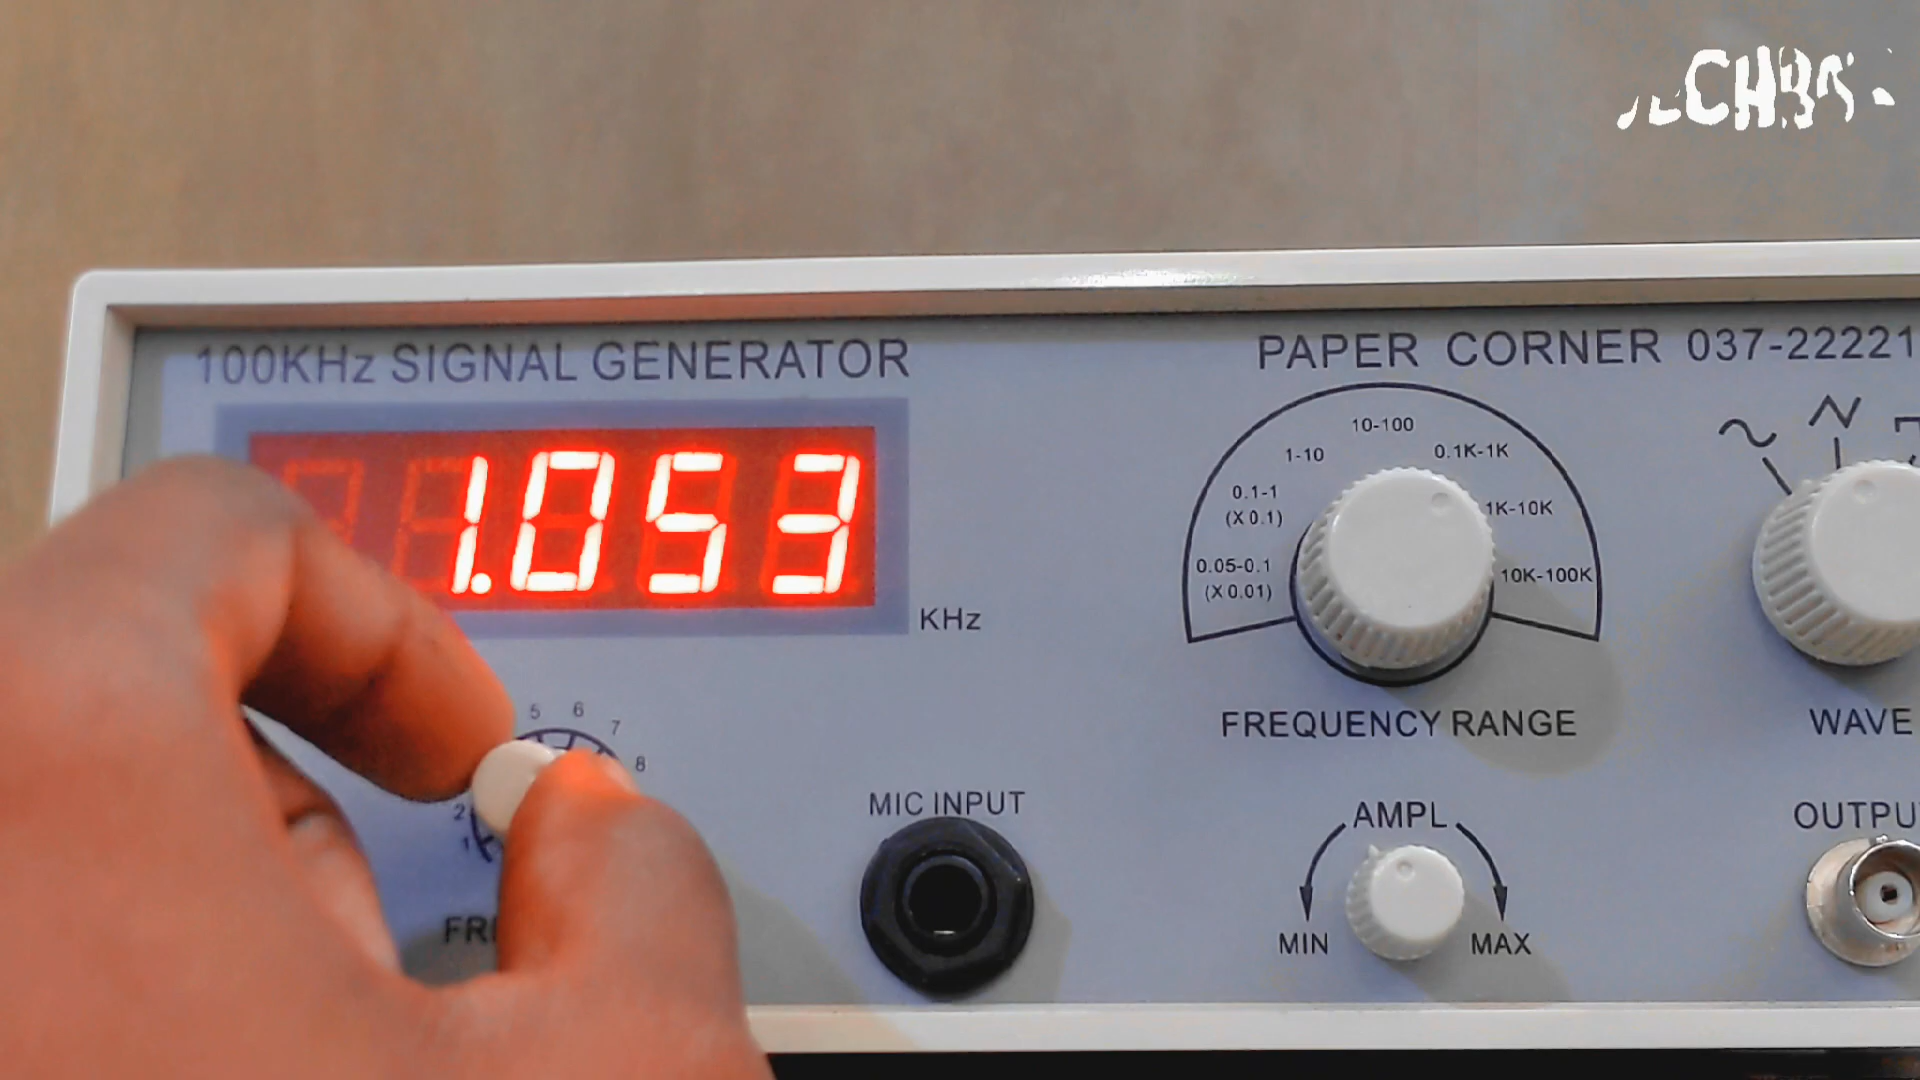 100KHz SIGNAL GENERATOR
PAPER CORNER 037-22221
1.053
KHz
10-100
1-10
0.1K-1K
0.1-1
(X 0.1)
1K-10K
0.05-0.1
(X 0.01)
10K-100K
FREQUENCY RANGE
WAVE
5 6 7 8
2
1
MIC INPUT
AMPL
MIN
MAX